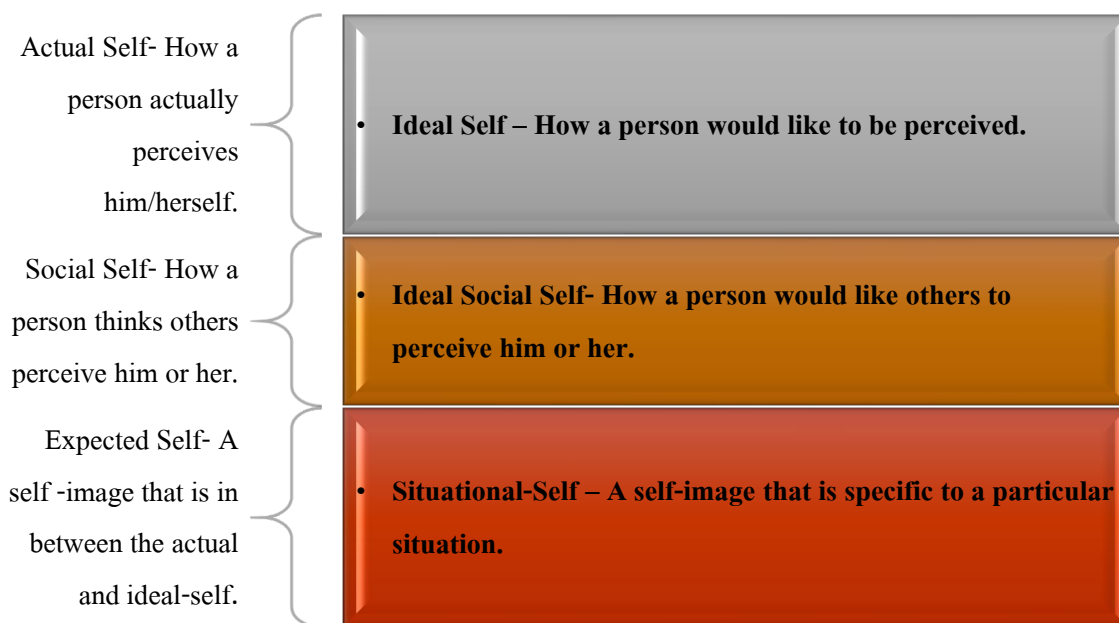 Actual Self- How a
person actually
perceives
him/herself.
• Ideal Self – How a person would like to be perceived.
Social Self- How a
person thinks others
perceive him or her.
• Ideal Social Self- How a person would like others to
perceive him or her.
Expected Self- A
self -image that is in
between the actual
and ideal-self.
• Situational-Self – A self-image that is specific to a particular
situation.